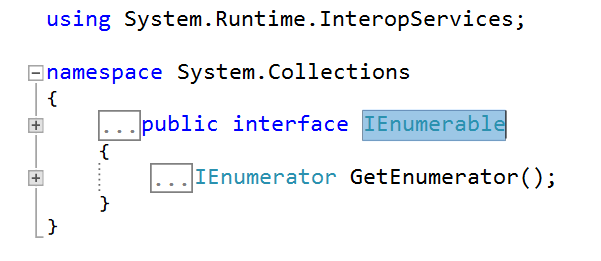 using System.Runtime.InteropServices;
namespace System.Collections
{
...public interface IEnumerable
{
...IEnumerator GetEnumerator();
}
}